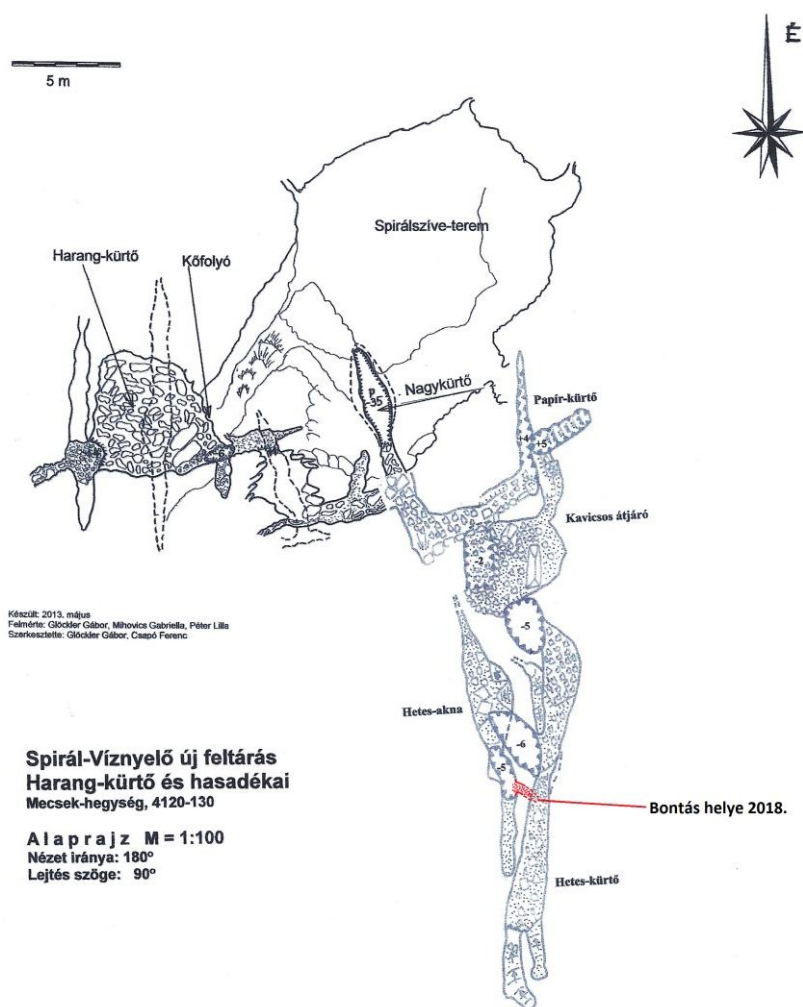 É
5 m
Spirálszíve-terem
Harang-kürtő
Kőfolyó
P
-35
Nagykürtő
Papír-kürtő
+4
+5
Kavicsos átjáró
-2
-5
Készült: 2013. május
Felmérte: Glöckler Gábor, Mihovics Gabriella, Péter Lilla
Szerkesztette: Glöckler Gábor, Csapó Ferenc
Hetes-akna
-6
-5
Spirál-Víznyelő új feltárás
Harang-kürtő és hasadékai
Mecsek-hegység, 4120-130
Bontás helye 2018.
Alaprajz M = 1:100
Nézet iránya: 180°
Lejtés szöge: 90°
Hetes-kürtő